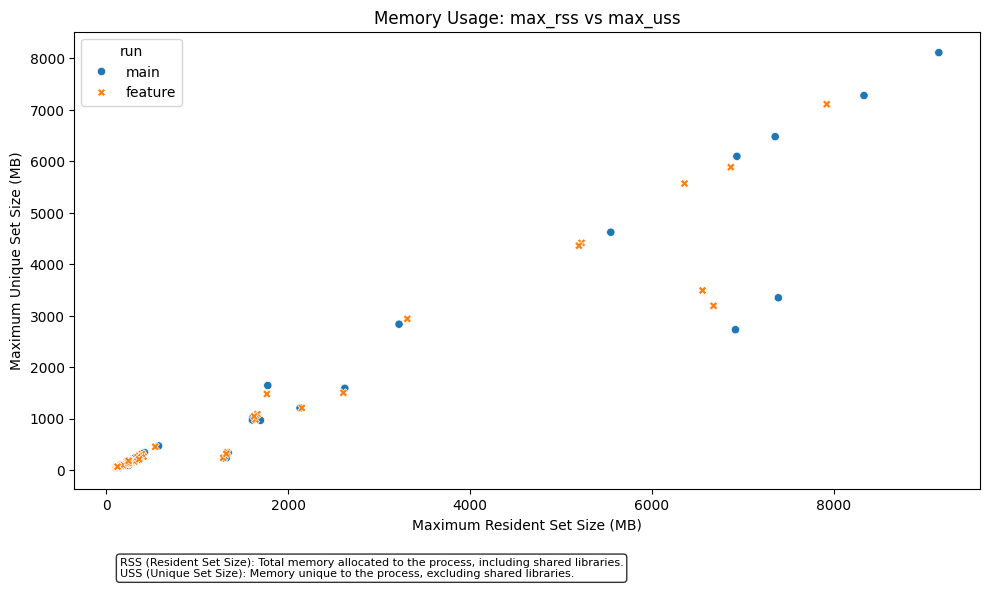 Memory Usage: max_rss vs max_uss
run
main
feature
Maximum Unique Set Size (MB)
8000
7000
6000
5000
4000
3000
2000
1000
0
0 2000 4000 6000 8000
Maximum Resident Set Size (MB)
RSS (Resident Set Size): Total memory allocated to the process, including shared libraries.
USS (Unique Set Size): Memory unique to the process, excluding shared libraries.